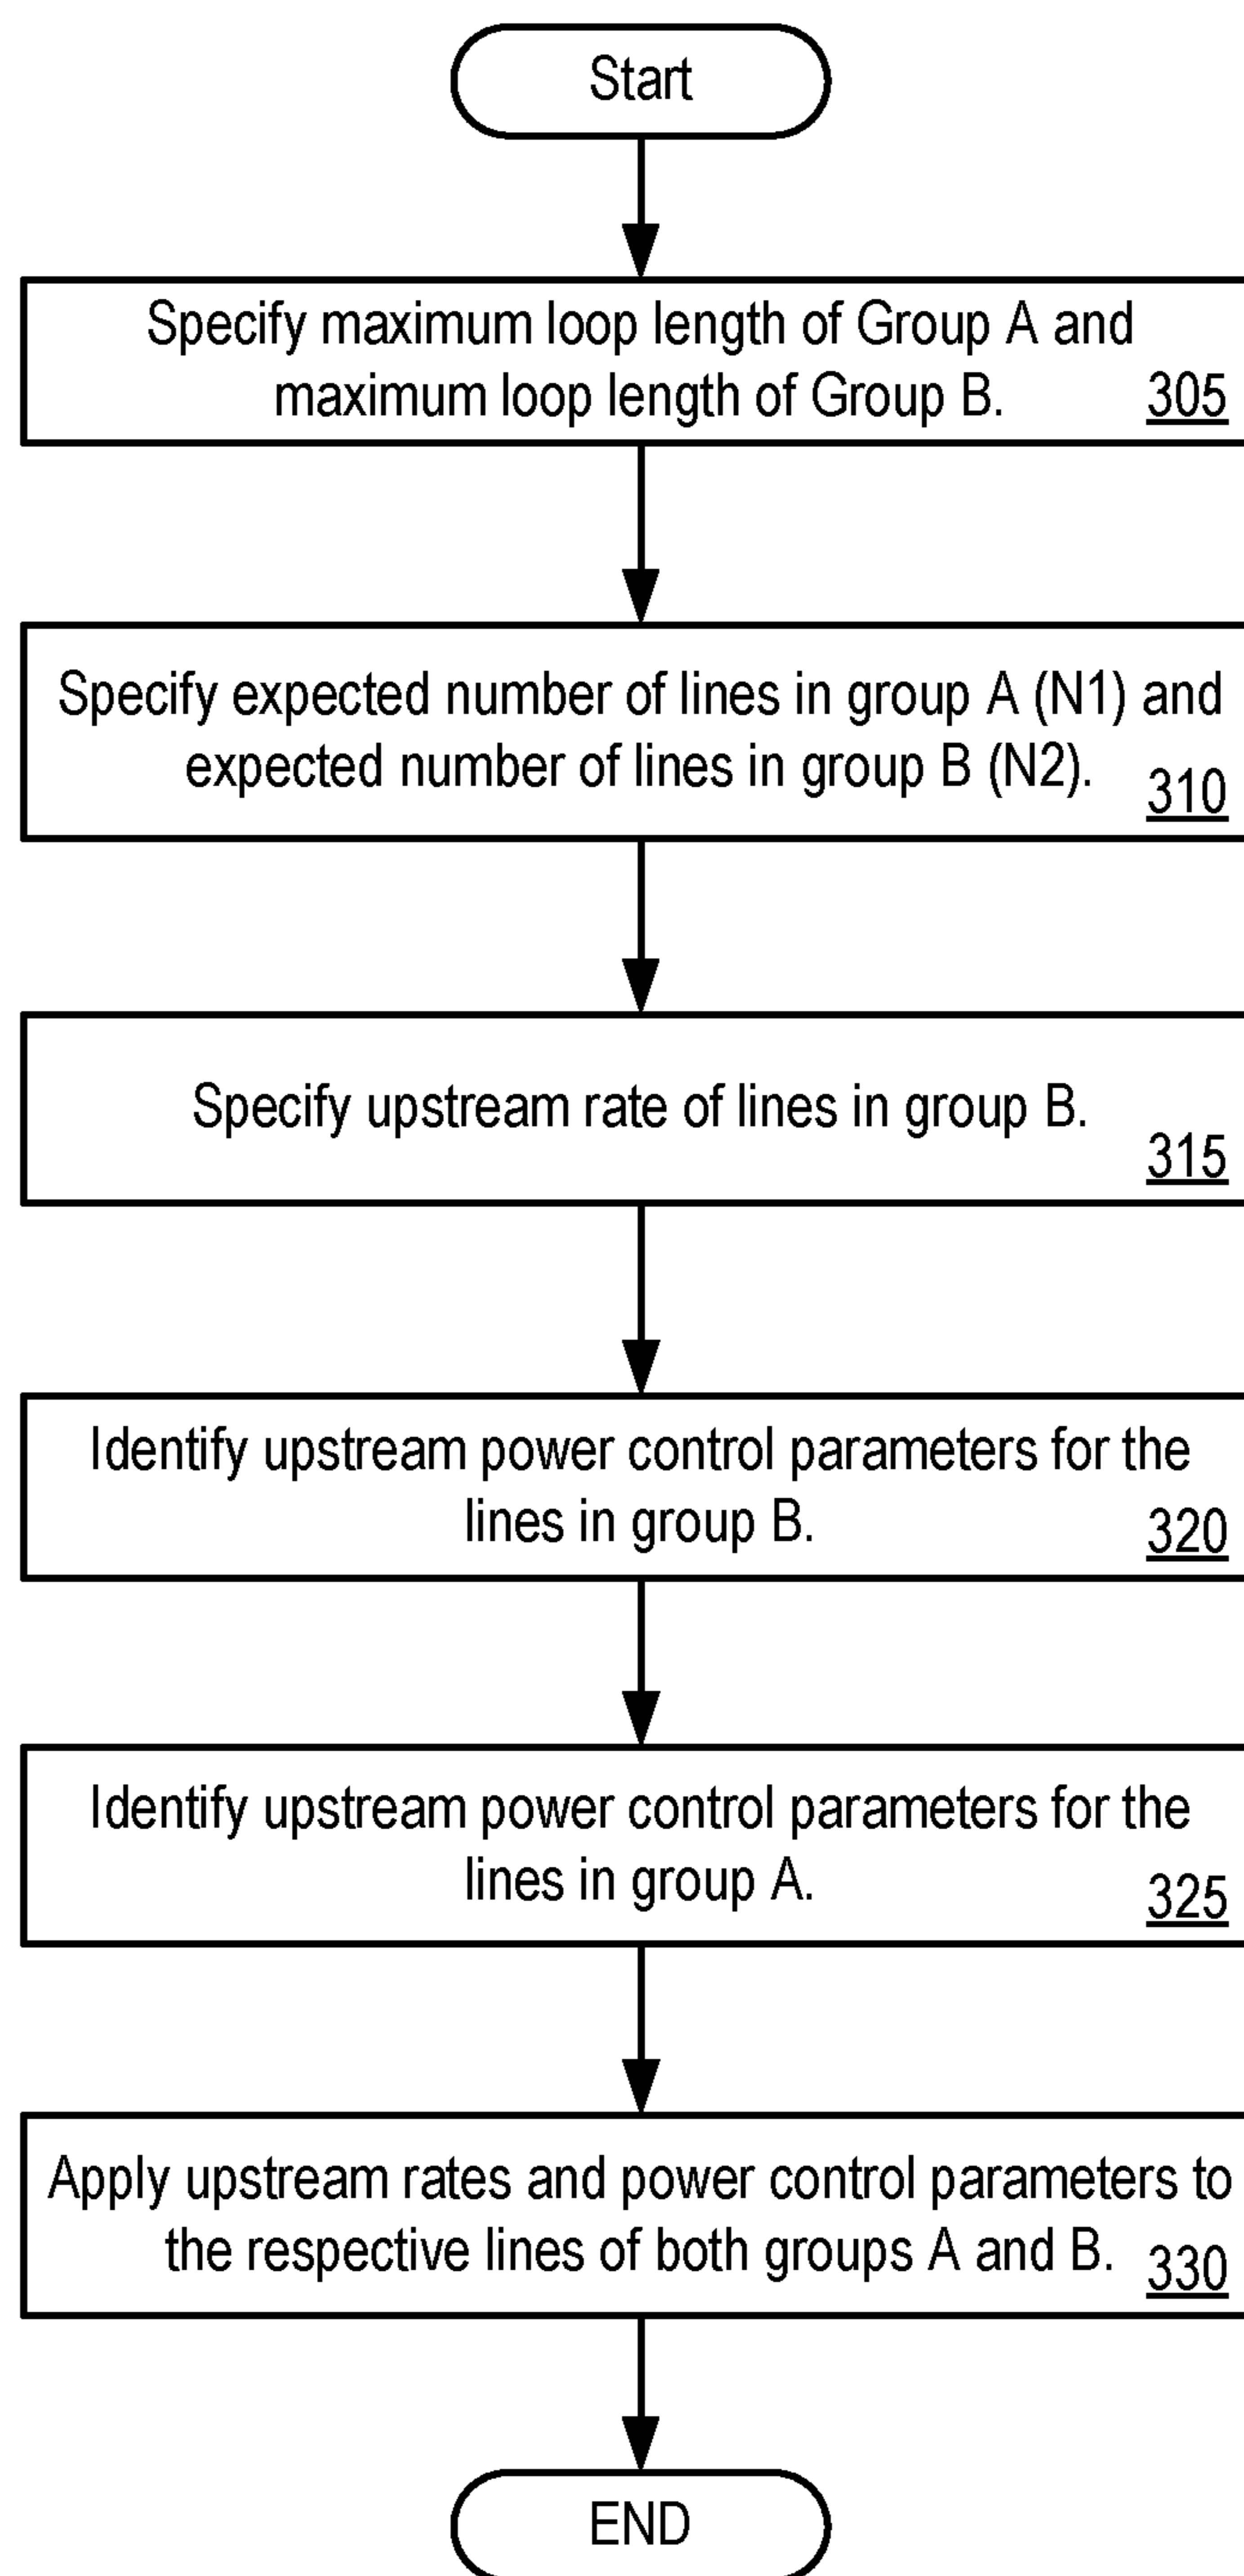 Start
Specify maximum loop length of Group A and
maximum loop length of Group B.
305
Specify expected number of lines in group A (N1) and
expected number of lines in group B (N2).
310
Specify upstream rate of lines in group B.
315
Identify upstream power control parameters for the
lines in group B.
320
Identify upstream power control parameters for the
lines in group A.
325
Apply upstream rates and power control parameters to
the respective lines of both groups A and B.
330
END